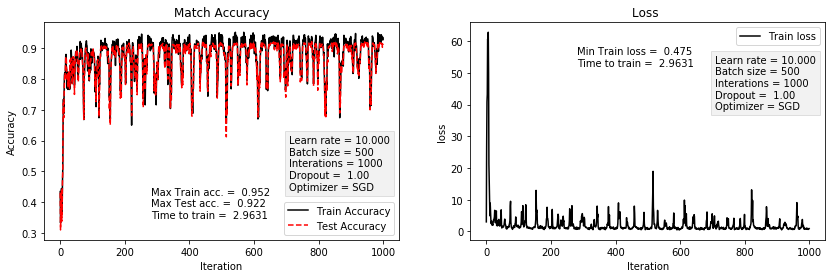 Match Accuracy
Accuracy
0.9
0.8
0.7
0.6
0.5
0.4
0.3
Learn rate = 10.000
Batch size = 500
Interations = 1000
Dropout =  1.00
Optimizer = SGD
Max Train acc. =  0.952
Max Test acc. =  0.922
Time to train =  2.9631
Train Accuracy
Test Accuracy
0 200 400 600 800 1000
Iteration
Loss
loss
60
50
40
30
20
10
0
Train loss
Min Train loss =  0.475
Time to train =  2.9631
Learn rate = 10.000
Batch size = 500
Interations = 1000
Dropout =  1.00
Optimizer = SGD
0 200 400 600 800 1000
Iteration